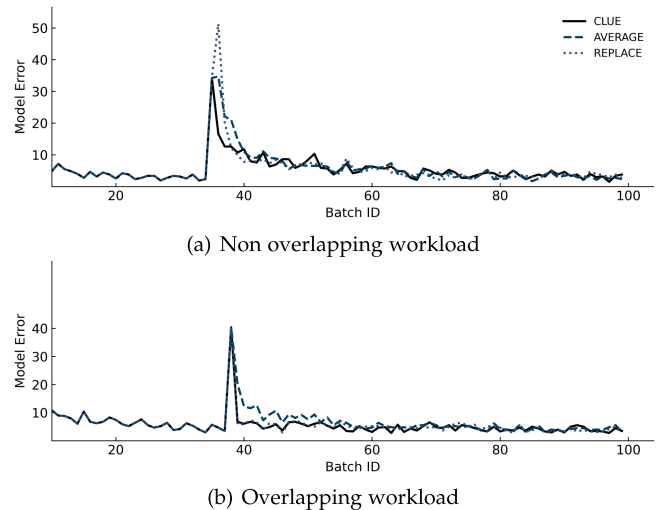 50
40
30
20
10
Model Error
CLUE
AVERAGE
REPLACE
20 40 60 80 100
Batch ID
(a) Non overlapping workload
40
30
20
10
Model Error
20 40 60 80 100
Batch ID
(b) Overlapping workload